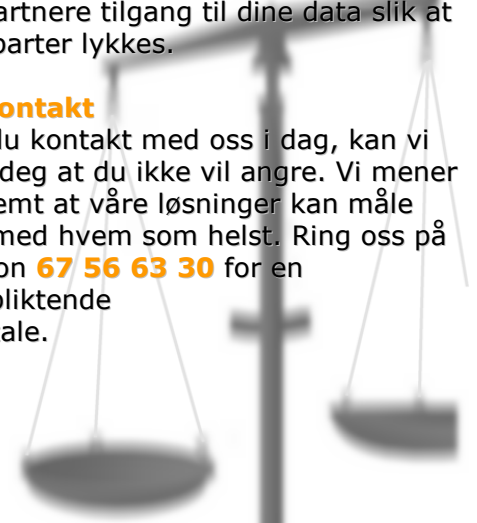 artnere tilgang til dine data slik at
parter lykkes.
ontakt
du kontakt med oss i dag, kan vi
deg at du ikke vil angre. Vi mener
emt at våre løsninger kan måle
med hvem som helst. Ring oss på
on 67 56 63 30 for en
pliktende
ale.